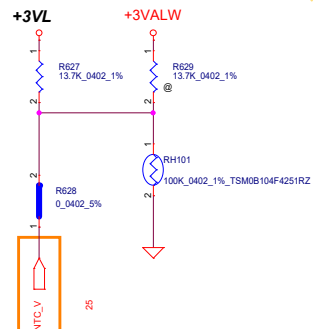 +3VL
+3VALW
1
1
R627
13.7K_0402_1%
R629
13.7K_0402_1%
@
2
2
1
RH101
100K_0402_1%_TSM0B104F4251RZ
2
2
R628
0_0402_5%
1
NTC_V
25